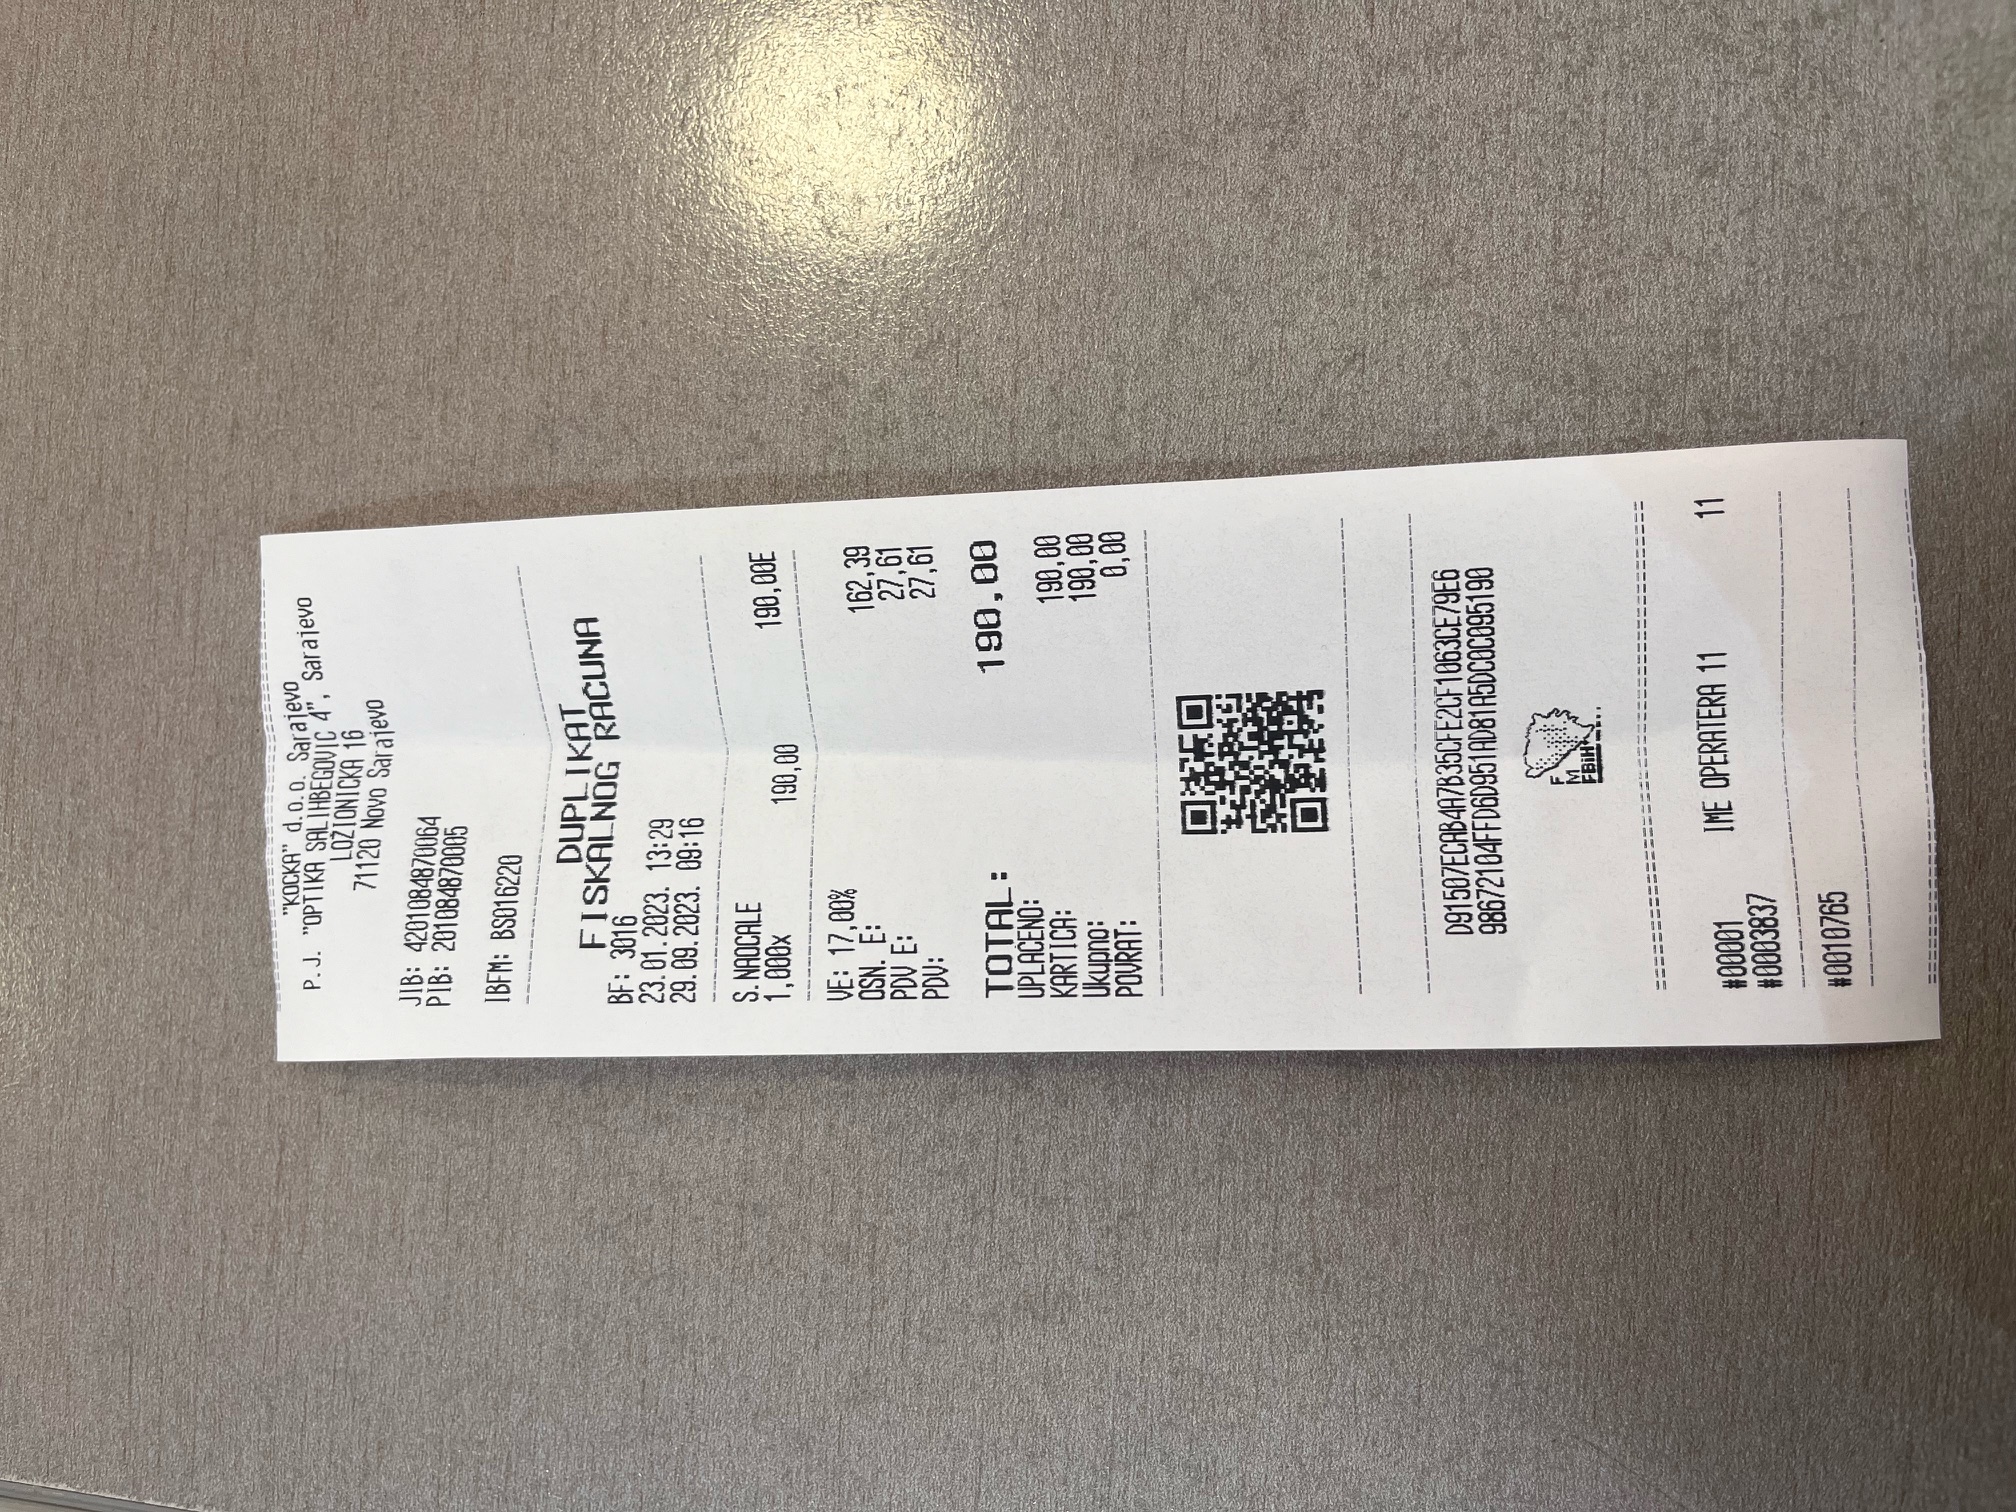 "KOCKA" d.o.o. Sarajevo
P.J. "OPTIKA SALIHBEGOVIC 4", Sarajevo
LOZIONICKA 16
71120 Novo Sarajevo
JIB: 4201084870064
PIB: 201084870005
IBFM: BS016220
DUPLIKAT
FISKALNOG RACUNA
BF: 3016
23.01.2023. 13:29
29.09.2023. 09:16
S.NAOCALE
1,000x 190,00 190,00E
VE: 17,00%
OSN. E: 162,39
PDV E: 27,61
PDV: 27,61
TOTAL: 190,00
UPLACENO:
KARTICA: 190,00
Ukupno: 190,00
POVRAT: 0,00
D91507ECAB4A7B35CFE2CF1063CE79E6
98672104FFD6D951AD81A5DC0C095190
F
M
FBiH
#00001 IME OPERATERA 11 11
#0003837
#0010765